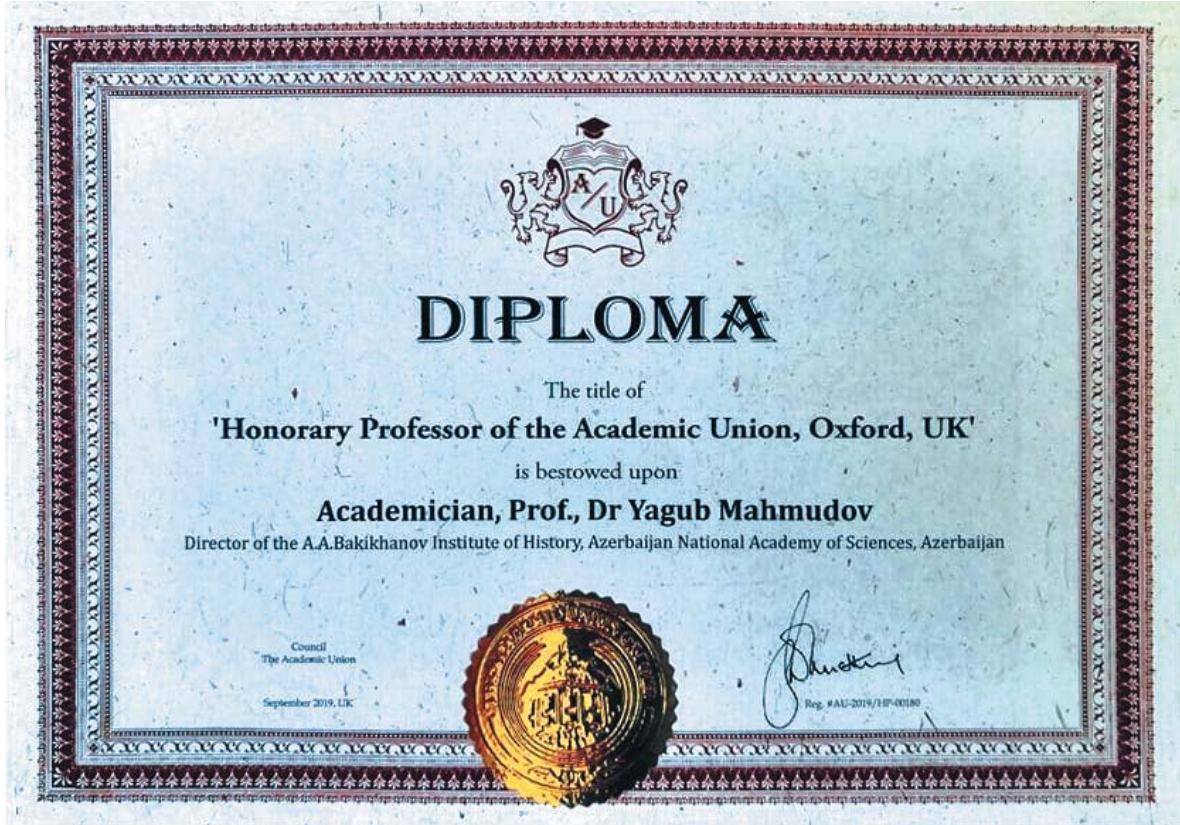 A/U
DIPLOMA
The title of
'Honorary Professor of the Academic Union, Oxford, UK'
is bestowed upon
Academician, Prof., Dr Yagub Mahmudov
Director of the A.A.Bakikhanov Institute of History, Azerbaijan National Academy of Sciences, Azerbaijan
Council
The Academic Union
September 2019, UK
Reg. #AU-2019/HP-00180